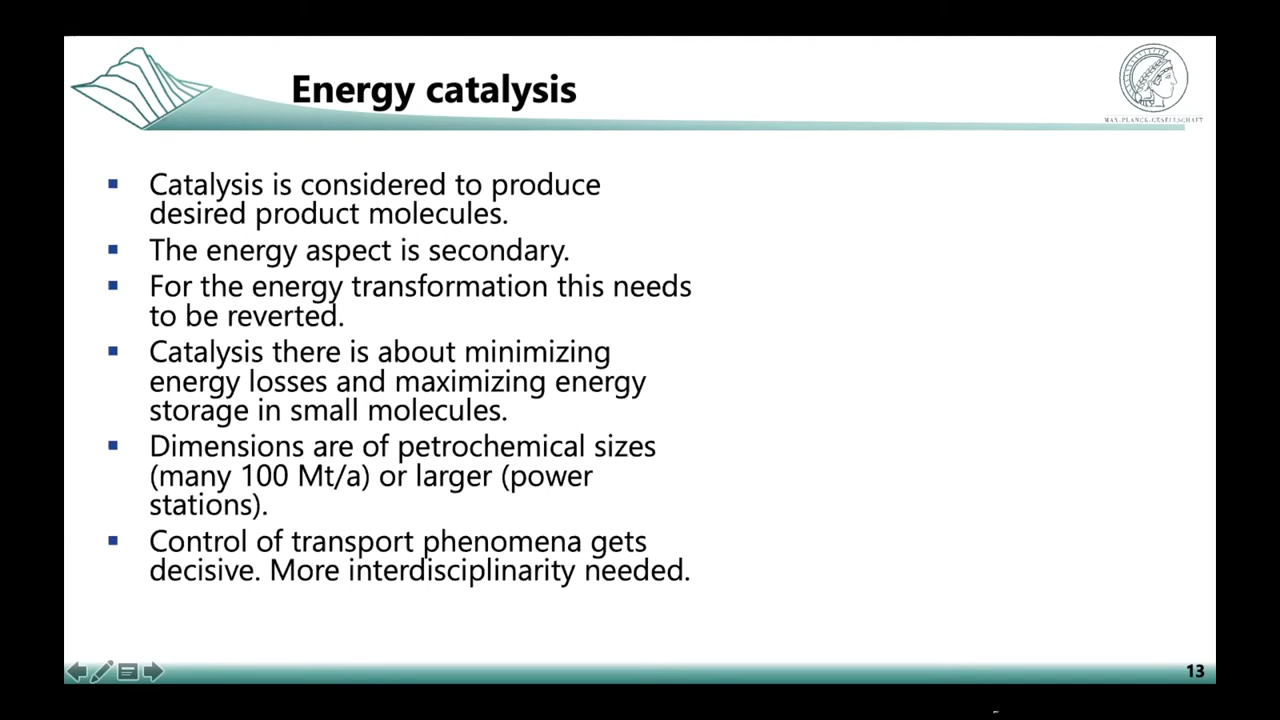 Energy catalysis
MAX-PLANCK-GESELLSCHAFT
▪ Catalysis is considered to produce
desired product molecules.
▪ The energy aspect is secondary.
▪ For the energy transformation this needs
to be reverted.
▪ Catalysis there is about minimizing
energy losses and maximizing energy
storage in small molecules.
▪ Dimensions are of petrochemical sizes
(many 100 Mt/a) or larger (power
stations).
▪ Control of transport phenomena gets
decisive. More interdisciplinarity needed.
13